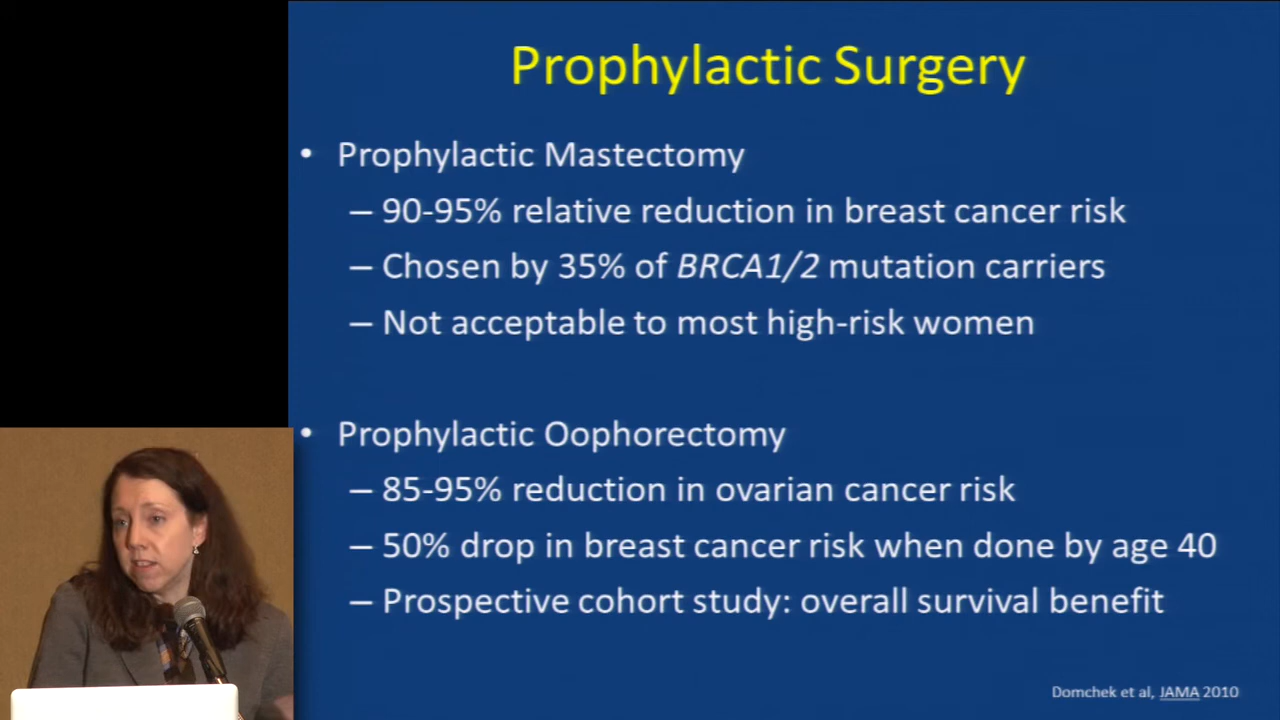 Prophylactic Surgery
• Prophylactic Mastectomy
– 90-95% relative reduction in breast cancer risk
– Chosen by 35% of BRCA1/2 mutation carriers
– Not acceptable to most high-risk women
• Prophylactic Oophorectomy
– 85-95% reduction in ovarian cancer risk
– 50% drop in breast cancer risk when done by age 40
– Prospective cohort study: overall survival benefit
Domchek et al, JAMA 2010